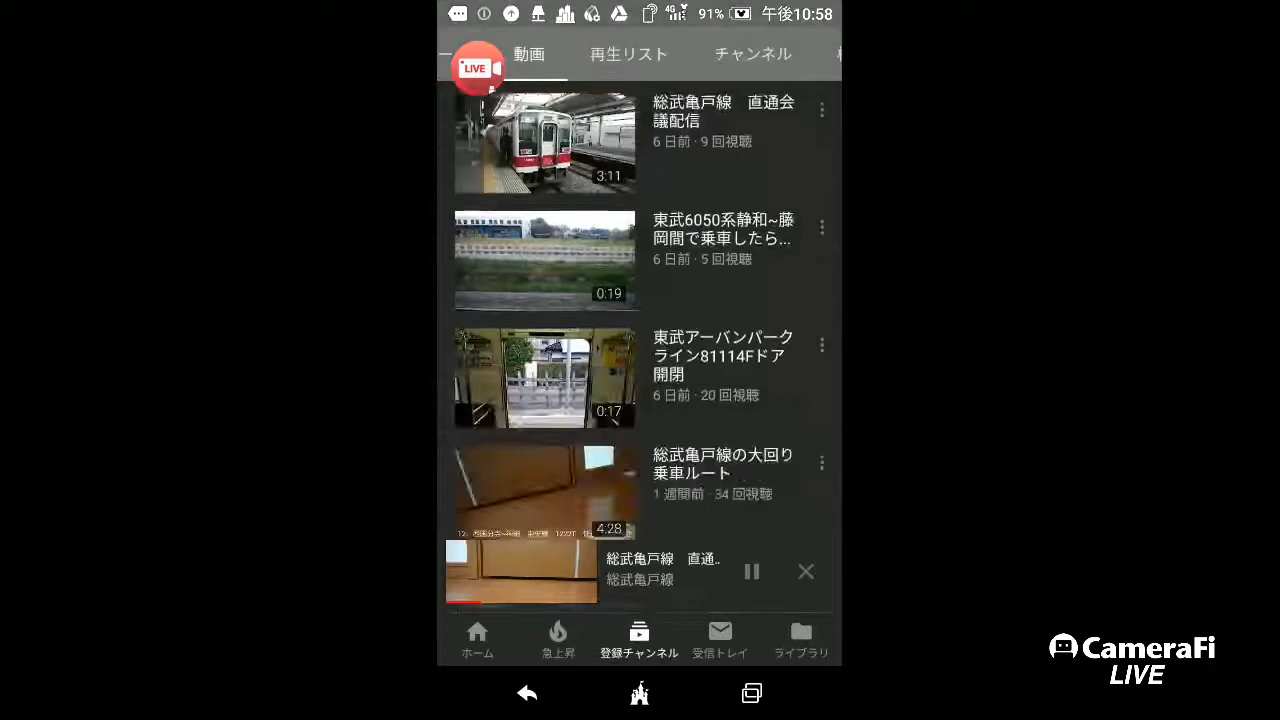 4G
91%
午後10:58
LIVE
動画
再生リスト
チャンネル
総武亀戸線　直通会
議配信
6 日前 · 9 回視聴
3:11
東武6050系静和~藤
岡間で乗車したら...
6 日前 · 5 回視聴
0:19
東武アーバンパーク
ライン81114Fドア
開閉
6 日前 · 20 回視聴
0:17
総武亀戸線の大回り
乗車ルート
1 週間前 · 34 回視聴
4:28
総武亀戸線　直通..
総武亀戸線
ホーム
急上昇
登録チャンネル
受信トレイ
ライブラリ
CameraFi
LIVE